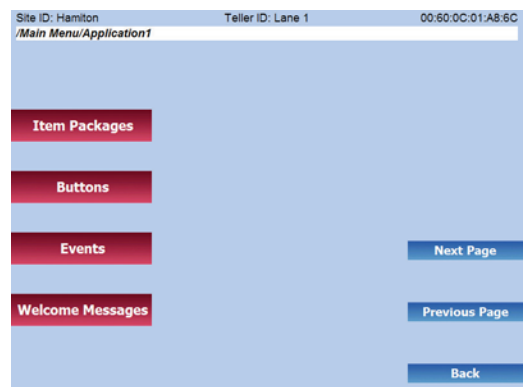 Site ID: Hamiton Teller ID: Lane 1 00:60:0C:01:A8:6C
/Main Menu/Application1
Item Packages
Buttons
Events
Next Page
Welcome Messages
Previous Page
Back